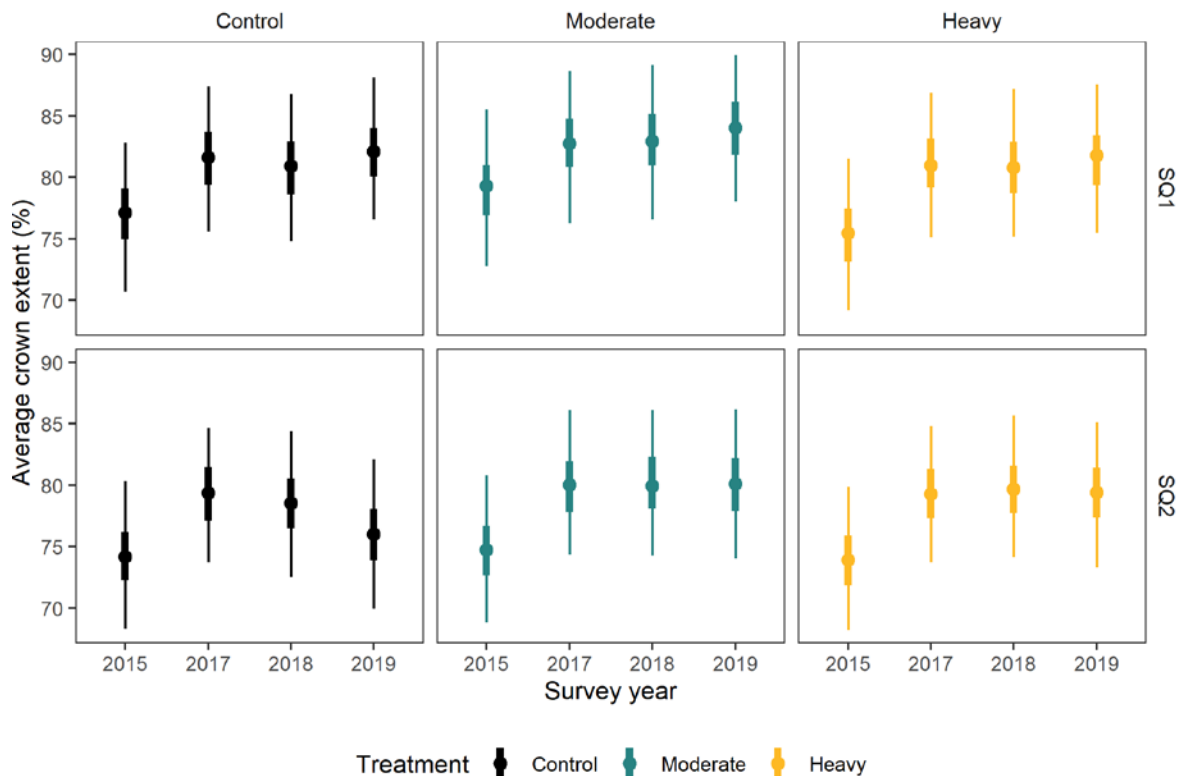 Control Moderate Heavy
Average crown extent (%)
90
85
80
75
70
SQ1
90
85
80
75
70
SQ2
2015 2017 2018 2019 2015 2017 2018 2019 2015 2017 2018 2019
Survey year
Treatment Control Moderate Heavy